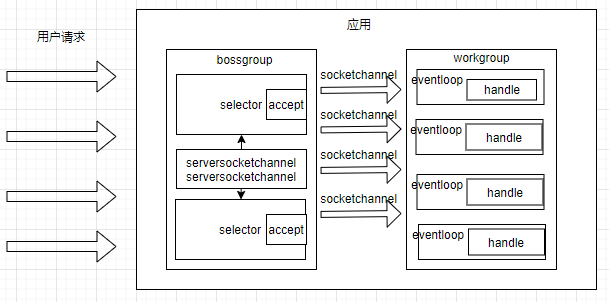 用户请求
应用
bossgroup
selector
accept
serversocketchannel
serversocketchannel
selector
accept
socketchannel
socketchannel
socketchannel
socketchannel
workgroup
eventloop
handle
eventloop
handle
eventloop
handle
eventloop
handle